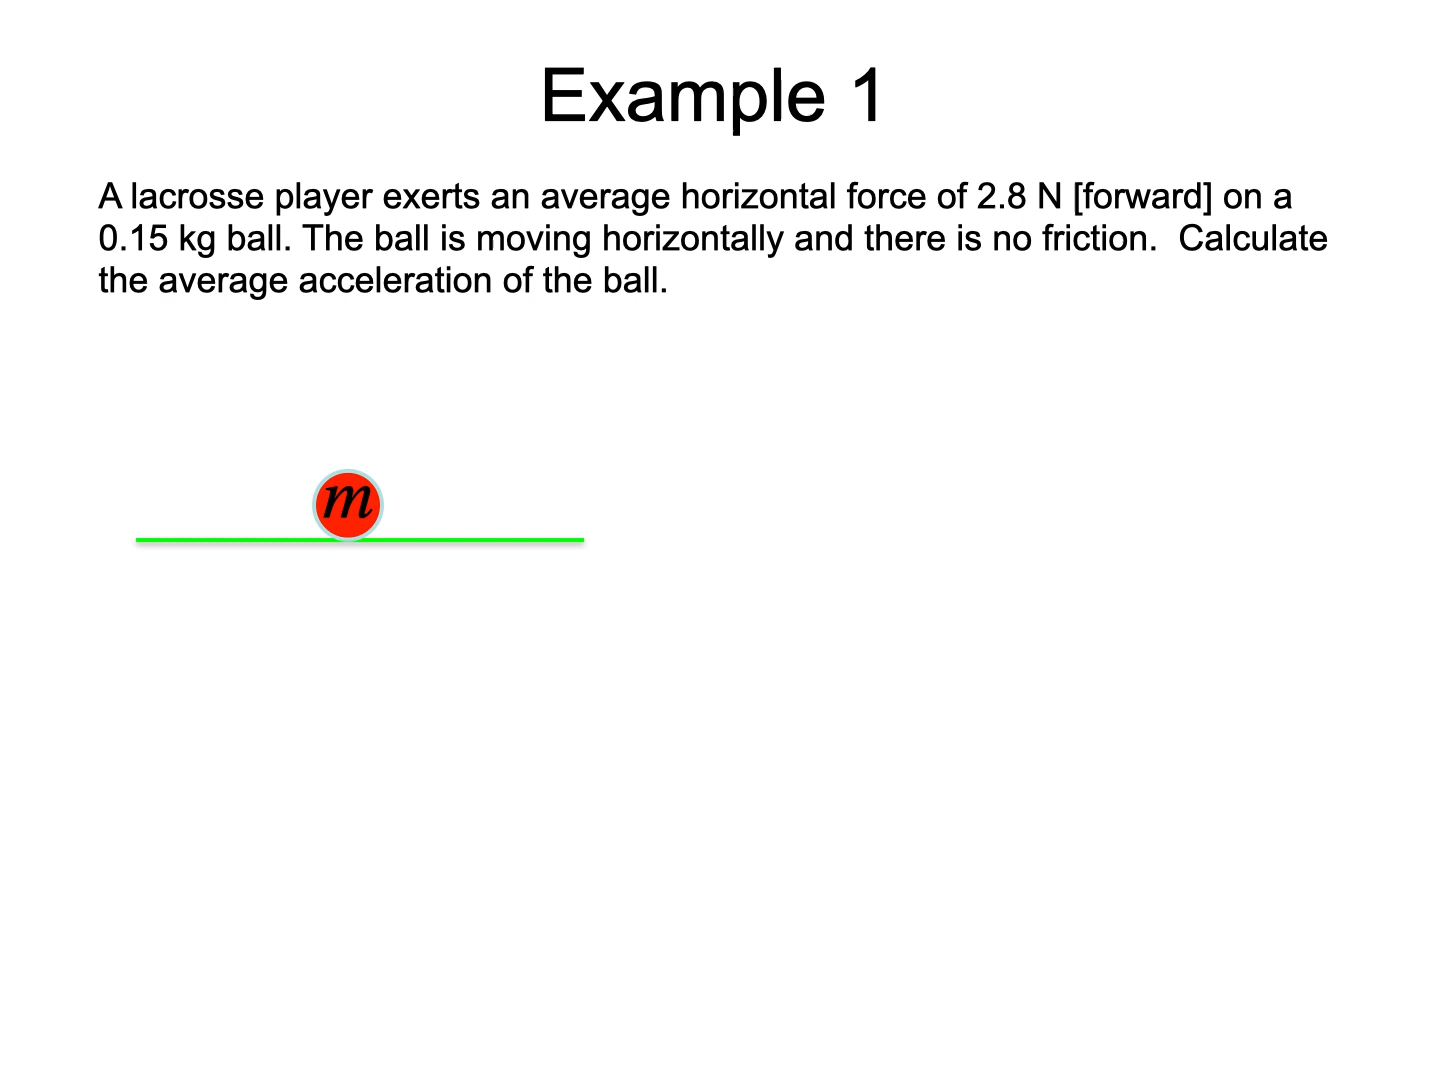 Example 1
A lacrosse player exerts an average horizontal force of 2.8 N [forward] on a
0.15 kg ball. The ball is moving horizontally and there is no friction.  Calculate
the average acceleration of the ball.
m